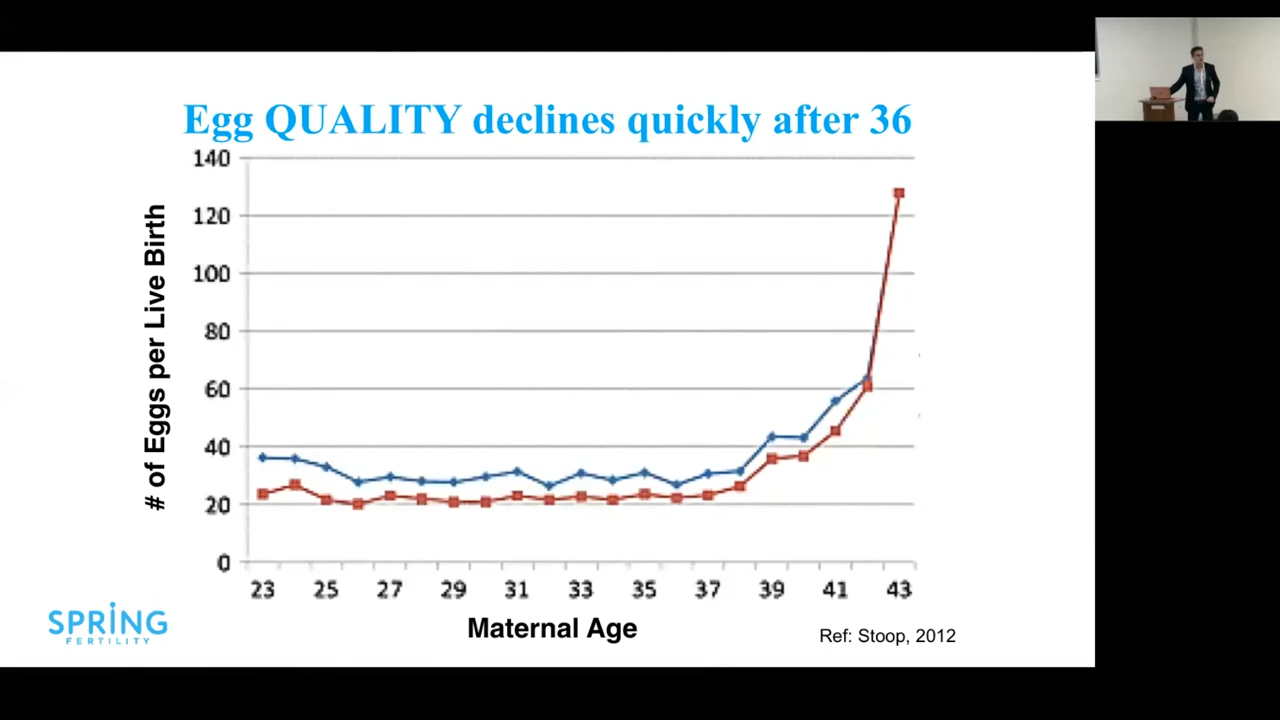 Egg QUALITY declines quickly after 36
# of Eggs per Live Birth
140
120
100
80
60
40
20
0
23 25 27 29 31 33 35 37 39 41 43
Maternal Age
SPRING
FERTILITY
Ref: Stoop, 2012